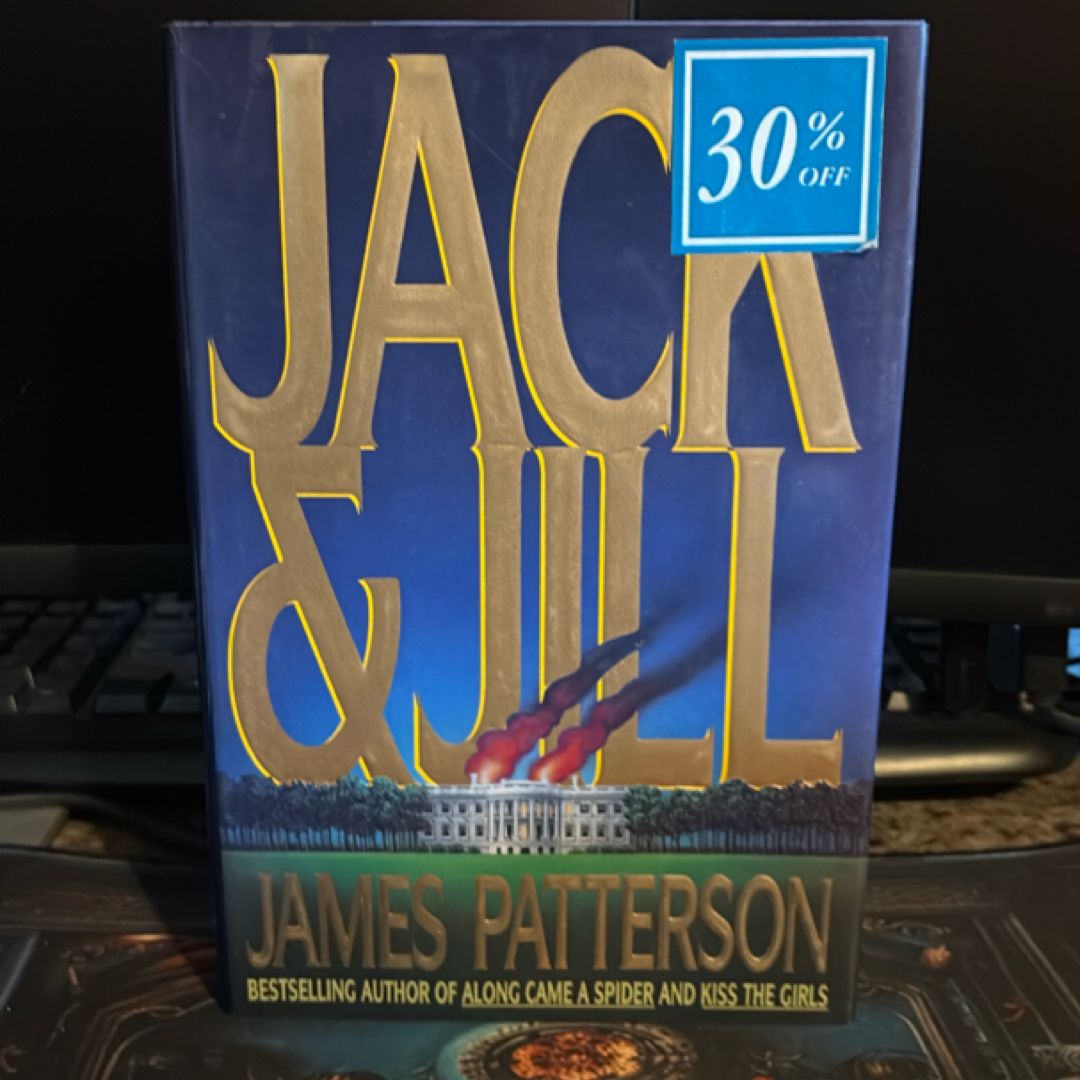 JACK
30%
OFF
& JILL
JAMES PATTERSON
BESTSELLING AUTHOR OF ALONG CAME A SPIDER AND KISS THE GIRLS